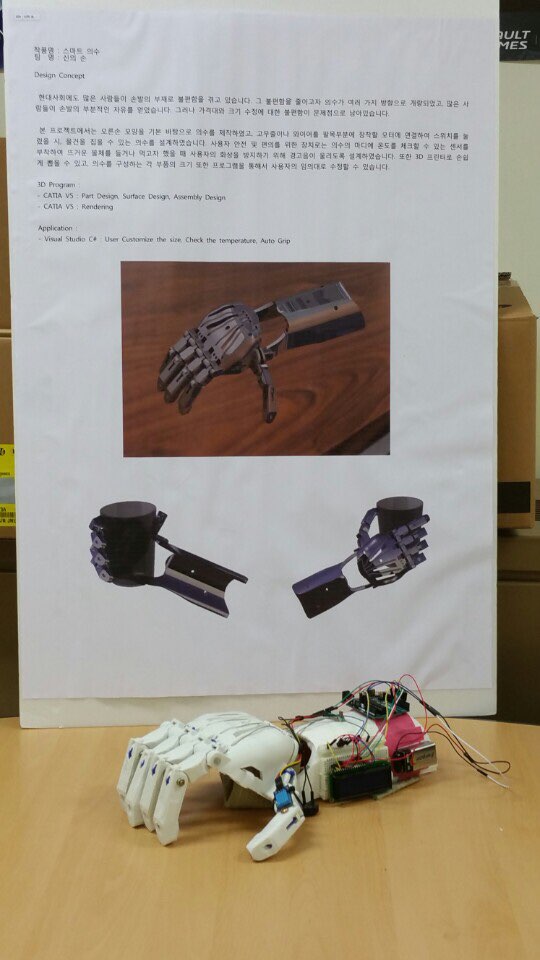 작품명 : 스마트 의수
팀 명 : 신의 손
Design Concept
현대사회에도 많은 사람들이 손발의 부재로 불편함을 겪고 있습니다. 그 불편함을 줄이고자 의수가 여러 가지 방향으로 개발되었고, 많은 사
람들이 손발의 부분적인 자유를 얻었습니다. 그러나 가격대와 크기 수정에 대한 불편함이 문제점으로 남아있습니다.
본 프로젝트에서는 오른손 모양을 기본 바탕으로 의수를 제작하였고, 고무줄이나 와이어를 팔목부분에 장착할 모터에 연결하여 스위치를 눌
렀을 시, 물건을 집을 수 있는 의수를 설계하였습니다. 사용자 안전 및 편의를 위한 장치로는 의수의 마디에 온도를 체크할 수 있는 센서를
부착하여 뜨거운 물체를 들거나 먹고자 했을 때 사용자의 화상을 방지하기 위해 경고음이 울리도록 설계하였습니다. 또한 3D 프린터로 손쉽
게 뽑을 수 있고, 의수를 구성하는 각 부품의 크기 또한 프로그램을 통해서 사용자의 임의대로 수정할 수 있습니다.
3D Program
- CATIA V5 : Part Design, Surface Design, Assembly Design
- CATIA V5 : Rendering
Application :
- Visual Studio C# : User Customize the size, Check the temperature, Auto Grip
AULT
MES